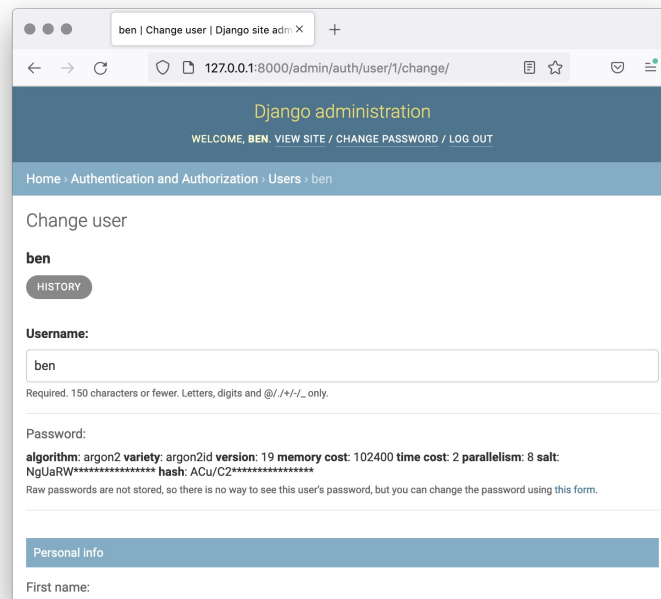 ben | Change user | Django site adm
127.0.0.1:8000/admin/auth/user/1/change/
Django administration
WELCOME, BEN. VIEW SITE / CHANGE PASSWORD / LOG OUT
Home › Authentication and Authorization › Users › ben
Change user
ben
HISTORY
Username:
ben
Required. 150 characters or fewer. Letters, digits and @/./+/-/_ only.
Password:
algorithm: argon2 variety: argon2id version: 19 memory cost: 102400 time cost: 2 parallelism: 8 salt:
NgUaRW**************** hash: ACu/C2****************
Raw passwords are not stored, so there is no way to see this user's password, but you can change the password using this form.
Personal info
First name: